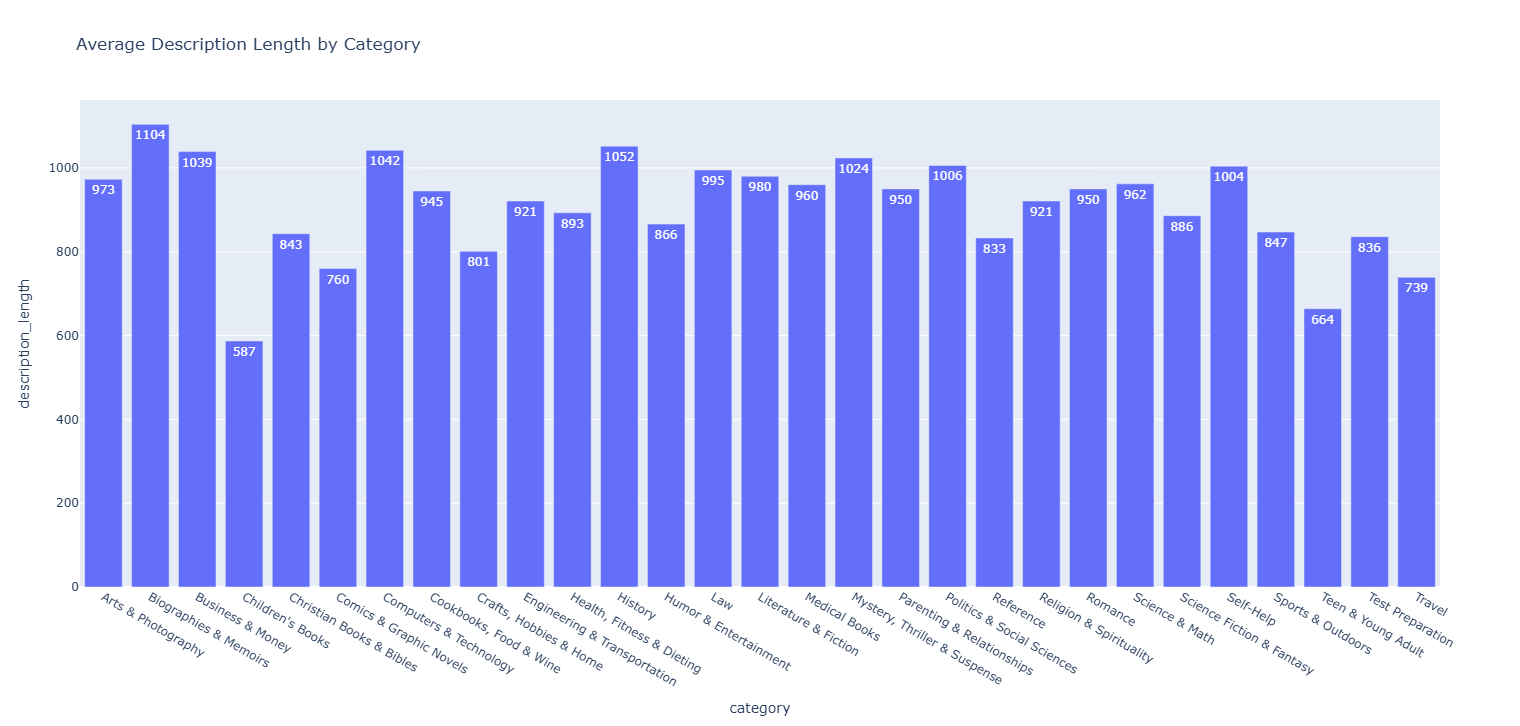 Average Description Length by Category
description_length
1000
800
600
400
200
0
973
1104
1039
587
843
760
1042
945
801
921
893
1052
866
995
980
960
1024
950
1006
833
921
950
962
886
1004
847
664
836
739
Arts & Photography
Biographies & Memoirs
Business & Money
Children's Books
Christian Books & Bibles
Comics & Graphic Novels
Computers & Technology
Cookbooks, Food & Wine
Crafts, Hobbies & Home
Engineering & Transportation
Health, Fitness & Dieting
History
Humor & Entertainment
Law
Literature & Fiction
Medical Books
Mystery, Thriller & Suspense
Parenting & Relationships
Politics & Social Sciences
Reference
Religion & Spirituality
Romance
Science & Math
Science Fiction & Fantasy
Self-Help
Sports & Outdoors
Teen & Young Adult
Test Preparation
Travel
category